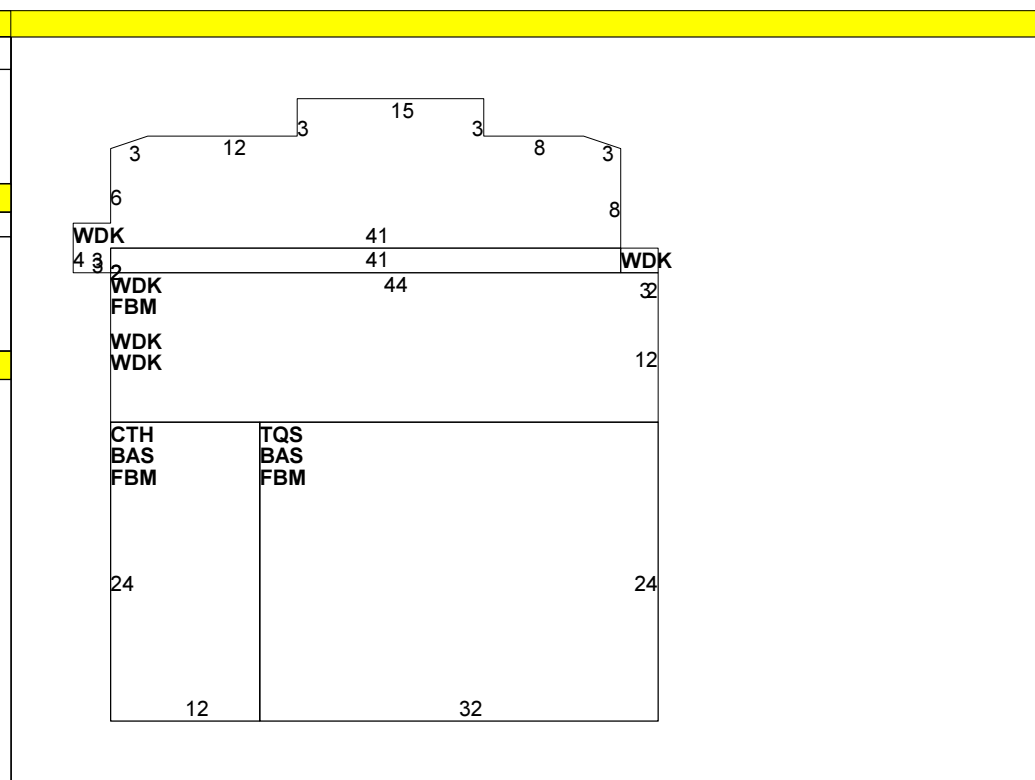 15
3 3
3 12 8 3
6
8
WDK 41
4 3 3 41 WDK
2 44
WDK 3 2
FBM
WDK
WDK 12
CTH TQS
BAS BAS
FBM FBM
24 24
12 32